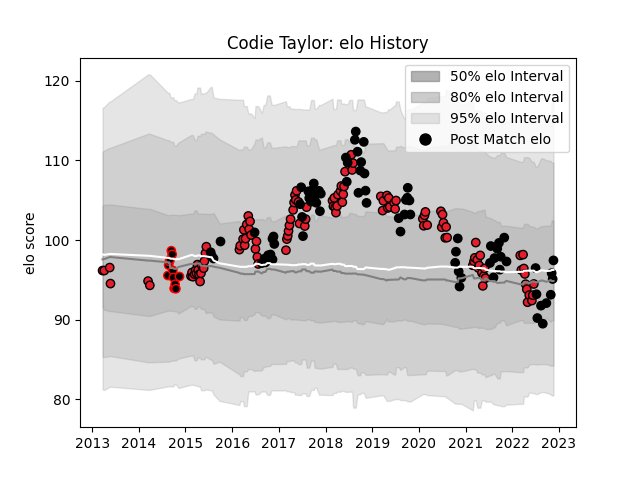 Codie Taylor: elo History
50% elo Interval
80% elo Interval
95% elo Interval
Post Match elo
elo score
120
110
100
90
80
2013 2014 2015 2016 2017 2018 2019 2020 2021 2022 2023